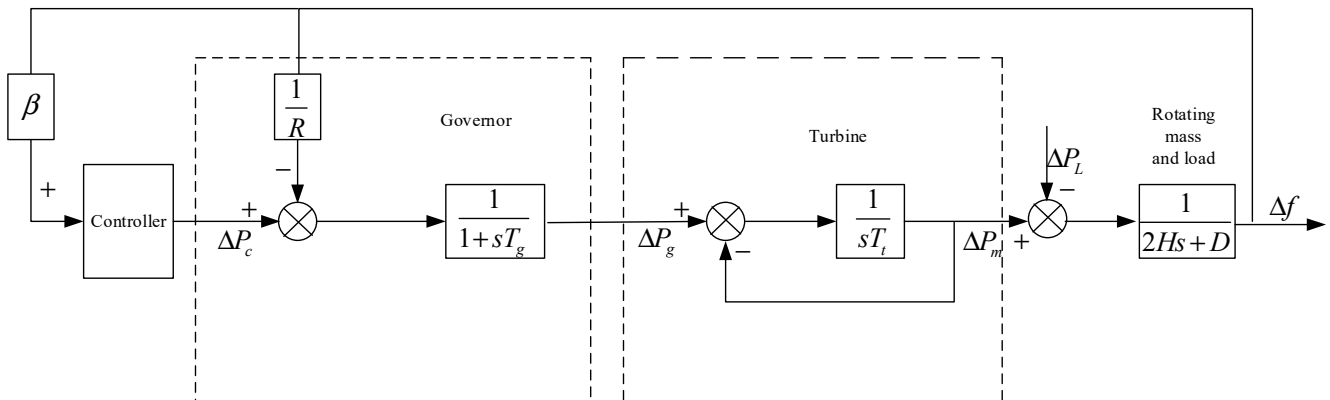 β
+
Controller
+
ΔP_c
1
R
−
Governor
1
1+sT_g
+
ΔP_g
−
Turbine
1
sT_t
ΔP_m
+
ΔP_L
−
Rotating
mass
and load
1
2Hs+D
Δf